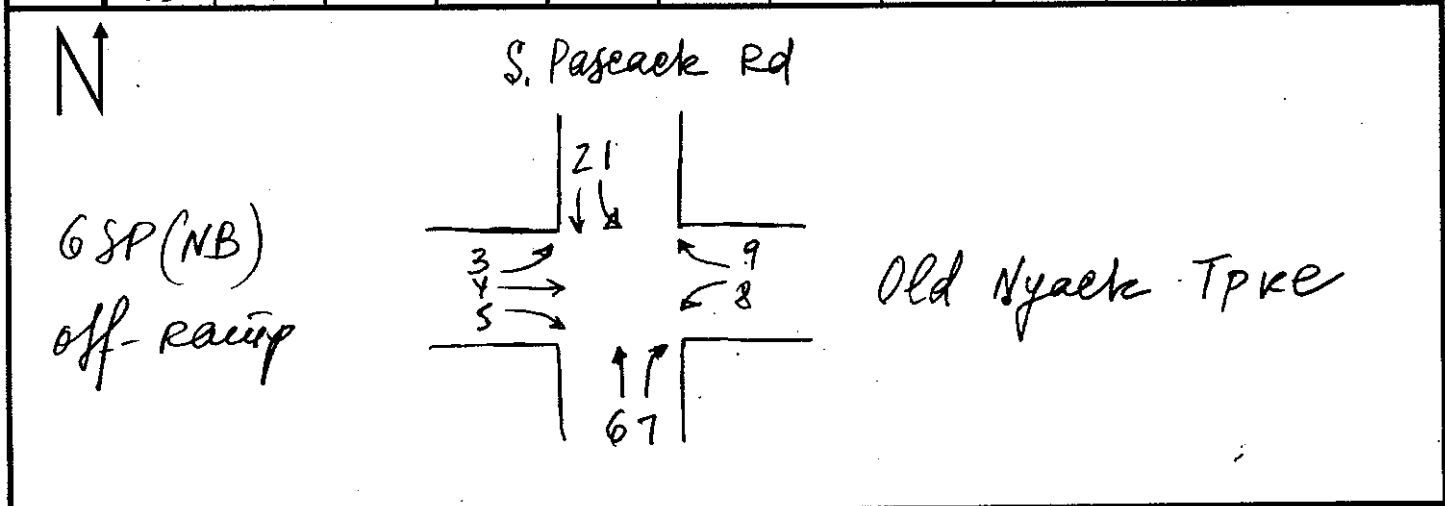 N
S. Pascack Rd
2 1
GSP (NB)
off-Ramp
3
4
5
9
8
Old Nyack Tpke
6 7